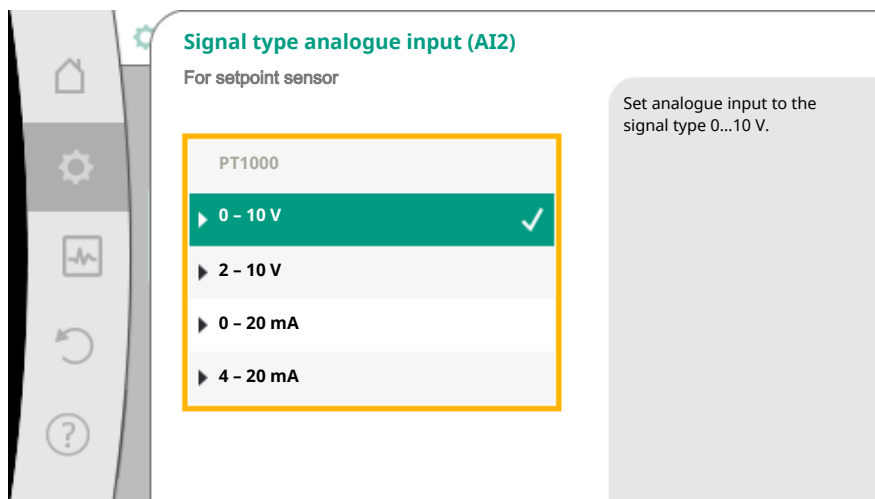 Signal type analogue input (AI2)
For setpoint sensor
PT1000
0 – 10 V
2 – 10 V
0 – 20 mA
4 – 20 mA
Set analogue input to the
signal type 0...10 V.
?